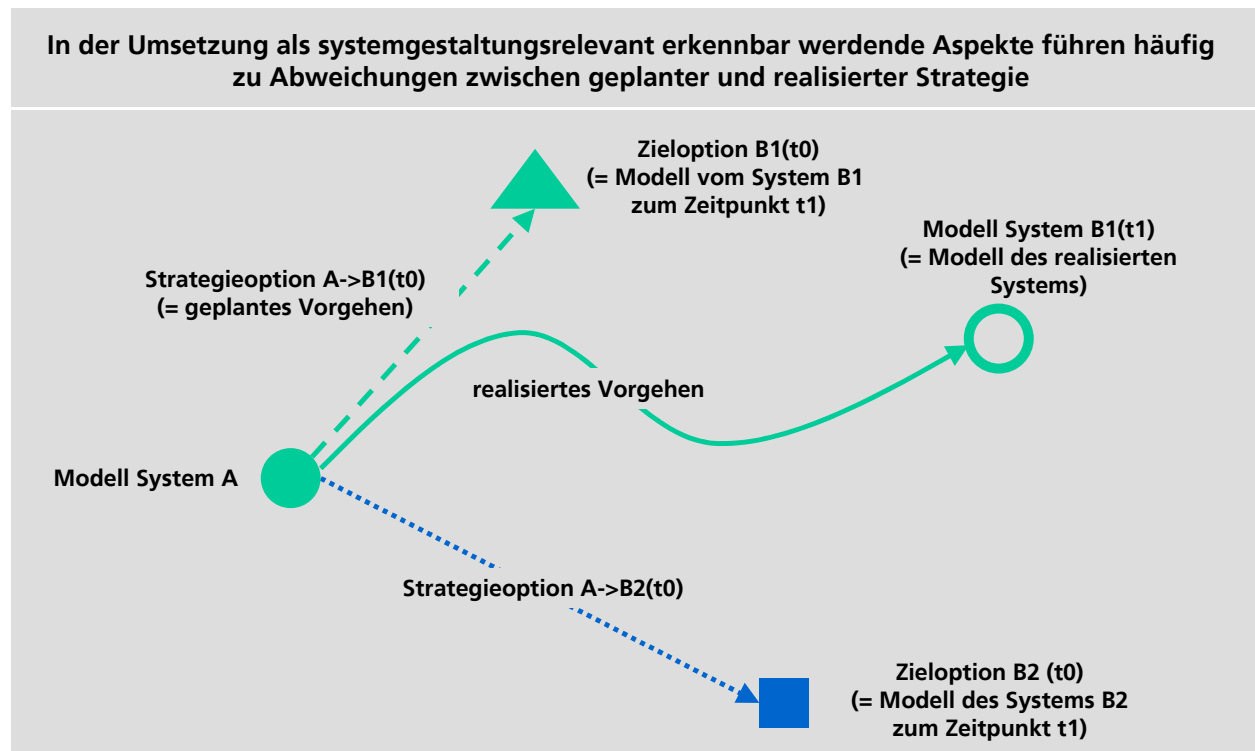 In der Umsetzung als systemgestaltungsrelevant erkennbar werdende Aspekte führen häufig
zu Abweichungen zwischen geplanter und realisierter Strategie
Zieloption B1(t0)
(= Modell vom System B1
zum Zeitpunkt t1)
Modell System B1(t1)
(= Modell des realisierten
Systems)
Strategieoption A->B1(t0)
(= geplantes Vorgehen)
realisiertes Vorgehen
Modell System A
Strategieoption A->B2(t0)
Zieloption B2 (t0)
(= Modell des Systems B2
zum Zeitpunkt t1)